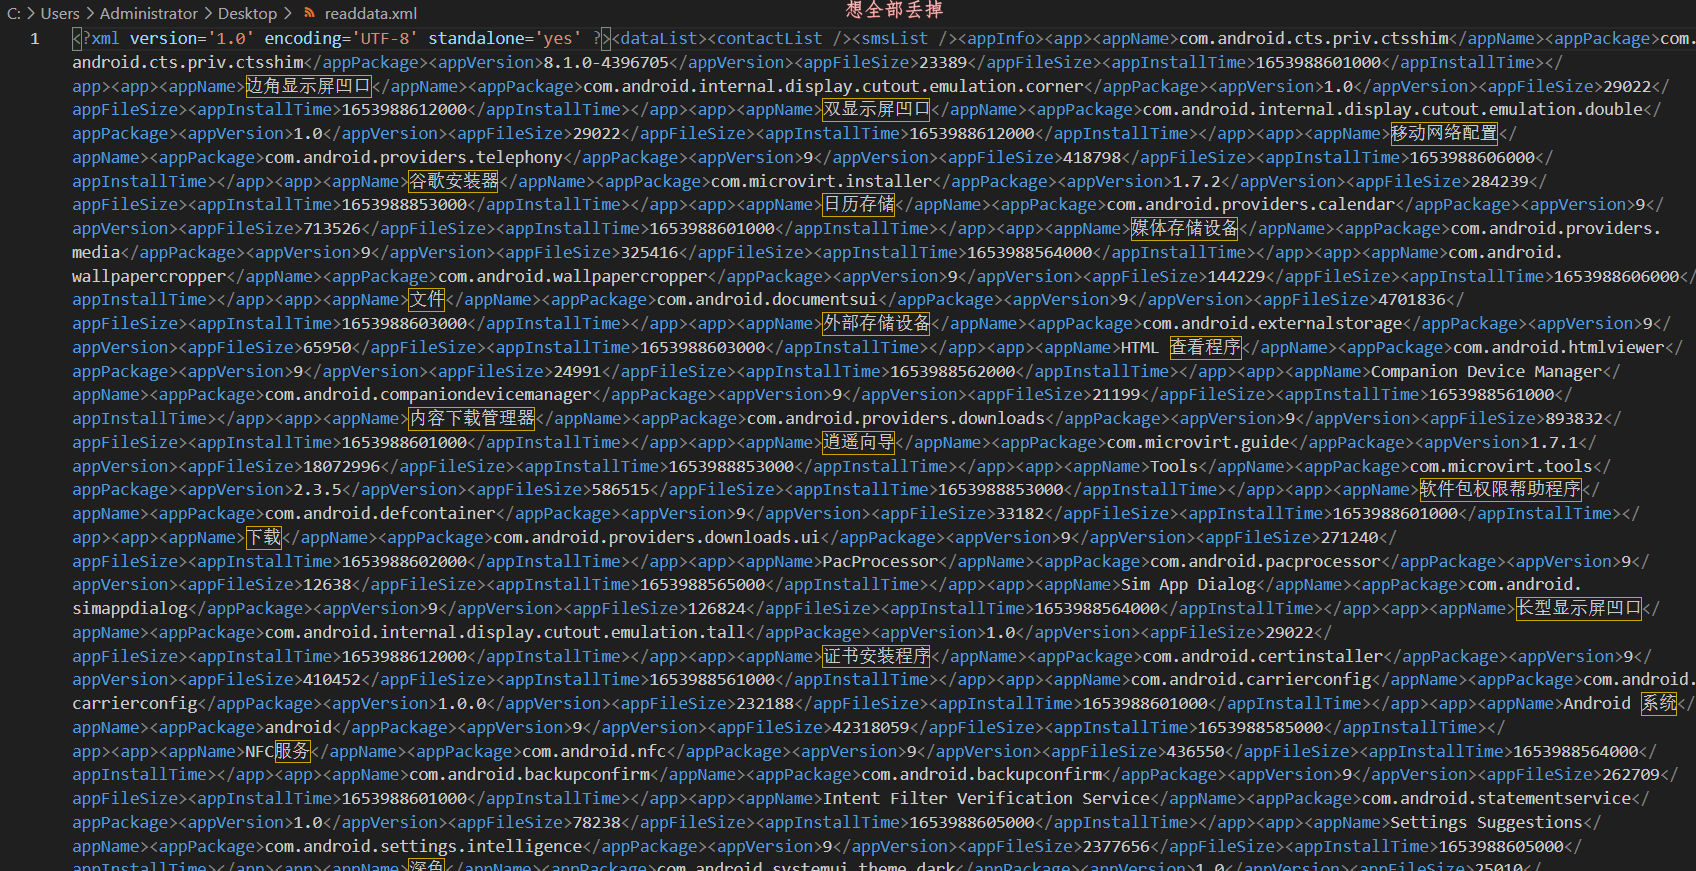 C: > Users > Administrator > Desktop > readdata.xml
想全部丢掉
1 <?xml version='1.0' encoding='UTF-8' standalone='yes' ?><dataList><contactList /><smsList /><appInfo><app><appName>com.android.cts.priv.ctsshim</appName><appPackage>com.
android.cts.priv.ctsshim</appPackage><appVersion>8.1.0-4396705</appVersion><appFileSize>23389</appFileSize><appInstallTime>1653988601000</appInstallTime></
app><app><appName>边角显示屏凹口</appName><appPackage>com.android.internal.display.cutout.emulation.corner</appPackage><appVersion>1.0</appVersion><appFileSize>29022</
appFileSize><appInstallTime>1653988612000</appInstallTime></app><app><appName>双显示屏凹口</appName><appPackage>com.android.internal.display.cutout.emulation.double</
appPackage><appVersion>1.0</appVersion><appFileSize>29022</appFileSize><appInstallTime>1653988612000</appInstallTime></app><app><appName>移动网络配置</
appName><appPackage>com.android.providers.telephony</appPackage><appVersion>9</appVersion><appFileSize>418798</appFileSize><appInstallTime>1653988606000</
appInstallTime></app><app><appName>谷歌安装器</appName><appPackage>com.microvirt.installer</appPackage><appVersion>1.7.2</appVersion><appFileSize>284239</
appFileSize><appInstallTime>1653988853000</appInstallTime></app><app><appName>日历存储</appName><appPackage>com.android.providers.calendar</appPackage><appVersion>9</
appVersion><appFileSize>713526</appFileSize><appInstallTime>1653988601000</appInstallTime></app><app><appName>媒体存储设备</appName><appPackage>com.android.providers.
media</appPackage><appVersion>9</appVersion><appFileSize>325416</appFileSize><appInstallTime>1653988564000</appInstallTime></app><app><appName>com.android.
wallpapercropper</appName><appPackage>com.android.wallpapercropper</appPackage><appVersion>9</appVersion><appFileSize>144229</appFileSize><appInstallTime>1653988606000</
appInstallTime></app><app><appName>文件</appName><appPackage>com.android.documentsui</appPackage><appVersion>9</appVersion><appFileSize>4701836</
appFileSize><appInstallTime>1653988603000</appInstallTime></app><app><appName>外部存储设备</appName><appPackage>com.android.externalstorage</appPackage><appVersion>9</
appVersion><appFileSize>65950</appFileSize><appInstallTime>1653988603000</appInstallTime></app><app><appName>HTML 查看程序</appName><appPackage>com.android.htmlviewer</
appPackage><appVersion>9</appVersion><appFileSize>24991</appFileSize><appInstallTime>1653988562000</appInstallTime></app><app><appName>Companion Device Manager</
appName><appPackage>com.android.companiondevicemanager</appPackage><appVersion>9</appVersion><appFileSize>21199</appFileSize><appInstallTime>1653988561000</
appInstallTime></app><app><appName>内容下载管理器</appName><appPackage>com.android.providers.downloads</appPackage><appVersion>9</appVersion><appFileSize>893832</
appFileSize><appInstallTime>1653988601000</appInstallTime></app><app><appName>逍遥向导</appName><appPackage>com.microvirt.guide</appPackage><appVersion>1.7.1</
appVersion><appFileSize>18072996</appFileSize><appInstallTime>1653988853000</appInstallTime></app><app><appName>Tools</appName><appPackage>com.microvirt.tools</
appPackage><appVersion>2.3.5</appVersion><appFileSize>586515</appFileSize><appInstallTime>1653988853000</appInstallTime></app><app><appName>软件包权限帮助程序</
appName><appPackage>com.android.defcontainer</appPackage><appVersion>9</appVersion><appFileSize>33182</appFileSize><appInstallTime>1653988601000</appInstallTime></
app><app><appName>下载</appName><appPackage>com.android.providers.downloads.ui</appPackage><appVersion>9</appVersion><appFileSize>271240</
appFileSize><appInstallTime>1653988602000</appInstallTime></app><app><appName>PacProcessor</appName><appPackage>com.android.pacprocessor</appPackage><appVersion>9</
appVersion><appFileSize>12638</appFileSize><appInstallTime>1653988565000</appInstallTime></app><app><appName>Sim App Dialog</appName><appPackage>com.android.
simappdialog</appPackage><appVersion>9</appVersion><appFileSize>126824</appFileSize><appInstallTime>1653988564000</appInstallTime></app><app><appName>长型显示屏凹口</
appName><appPackage>com.android.internal.display.cutout.emulation.tall</appPackage><appVersion>1.0</appVersion><appFileSize>29022</
appFileSize><appInstallTime>1653988612000</appInstallTime></app><app><appName>证书安装程序</appName><appPackage>com.android.certinstaller</appPackage><appVersion>9</
appVersion><appFileSize>410452</appFileSize><appInstallTime>1653988561000</appInstallTime></app><app><appName>com.android.carrierconfig</appName><appPackage>com.android.
carrierconfig</appPackage><appVersion>1.0.0</appVersion><appFileSize>232188</appFileSize><appInstallTime>1653988601000</appInstallTime></app><app><appName>Android 系统</
appName><appPackage>android</appPackage><appVersion>9</appVersion><appFileSize>42318059</appFileSize><appInstallTime>1653988585000</appInstallTime></
app><app><appName>NFC服务</appName><appPackage>com.android.nfc</appPackage><appVersion>9</appVersion><appFileSize>436550</appFileSize><appInstallTime>1653988564000</
appInstallTime></app><app><appName>com.android.backupconfirm</appName><appPackage>com.android.backupconfirm</appPackage><appVersion>9</appVersion><appFileSize>262709</
appFileSize><appInstallTime>1653988601000</appInstallTime></app><app><appName>Intent Filter Verification Service</appName><appPackage>com.android.statementservice</
appPackage><appVersion>1.0</appVersion><appFileSize>78238</appFileSize><appInstallTime>1653988605000</appInstallTime></app><app><appName>Settings Suggestions</
appName><appPackage>com.android.settings.intelligence</appPackage><appVersion>9</appVersion><appFileSize>2377656</appFileSize><appInstallTime>1653988605000</
appInstallTime></app><app><appName>深色</appName><appPackage>com.android.systemui.theme.dark</appPackage><appVersion>1.0</appVersion><appFileSize>25010</